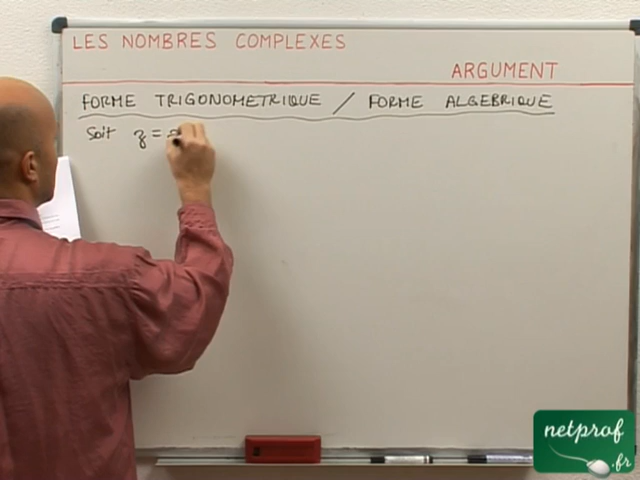 LES NOMBRES COMPLEXES
ARGUMENT
FORME TRIGONOMETRIQUE / FORME ALGEBRIQUE
Soit z =
netprof
.fr